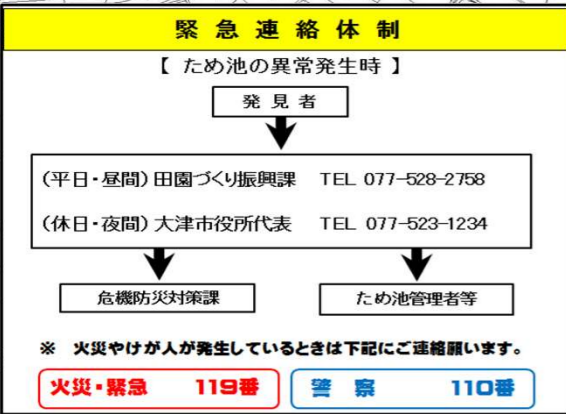 緊急連絡体制
【 ため池の異常発生時 】
発見者
(平日・昼間) 田園づくり振興課 TEL 077-528-2758
(休日・夜間) 大津市役所代表 TEL 077-523-1234
危機防災対策課 ため池管理者等
※ 火災やけが人が発生しているときは下記にご連絡願います。
火災・緊急 119番 警察 110番